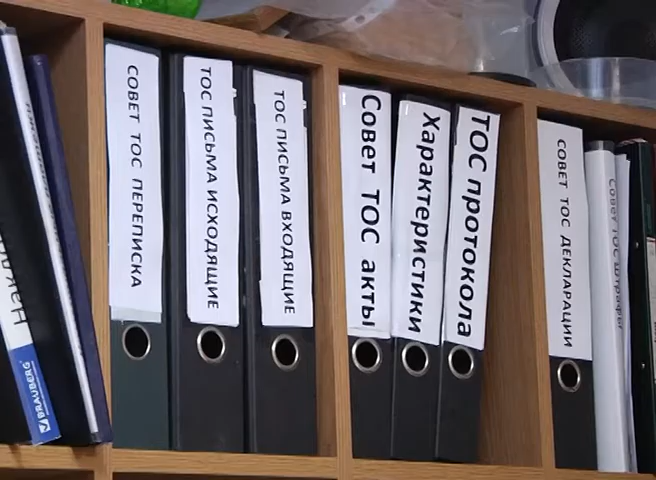 BRAUBERG
СОВЕТ ТОС ПЕРЕПИСКА
ТОС ПИСЬМА ИСХОДЯЩИЕ
ТОС ПИСЬМА ВХОДЯЩИЕ
Совет ТОС акты
Характеристики
ТОС протокола
СОВЕТ ТОС ДЕКЛАРАЦИИ
Совет ТОС штрафы